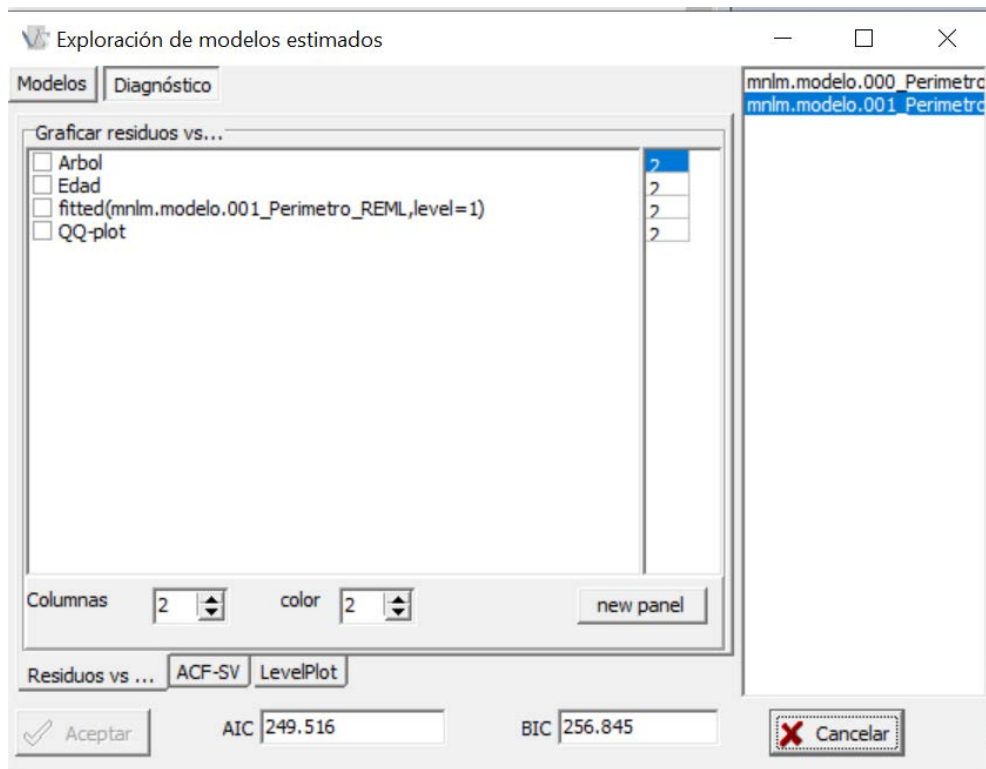 Exploración de modelos estimados
Modelos Diagnóstico
mnlm.modelo.000_Perimetro
mnlm.modelo.001_Perimetro
Graficar residuos vs...
Arbol 2
Edad 2
fitted(mnlm.modelo.001_Perimetro_REML,level=1) 2
QQ-plot 2
Columnas 2 color 2 new panel
Residuos vs ... ACF-SV LevelPlot
Aceptar AIC 249.516 BIC 256.845 Cancelar